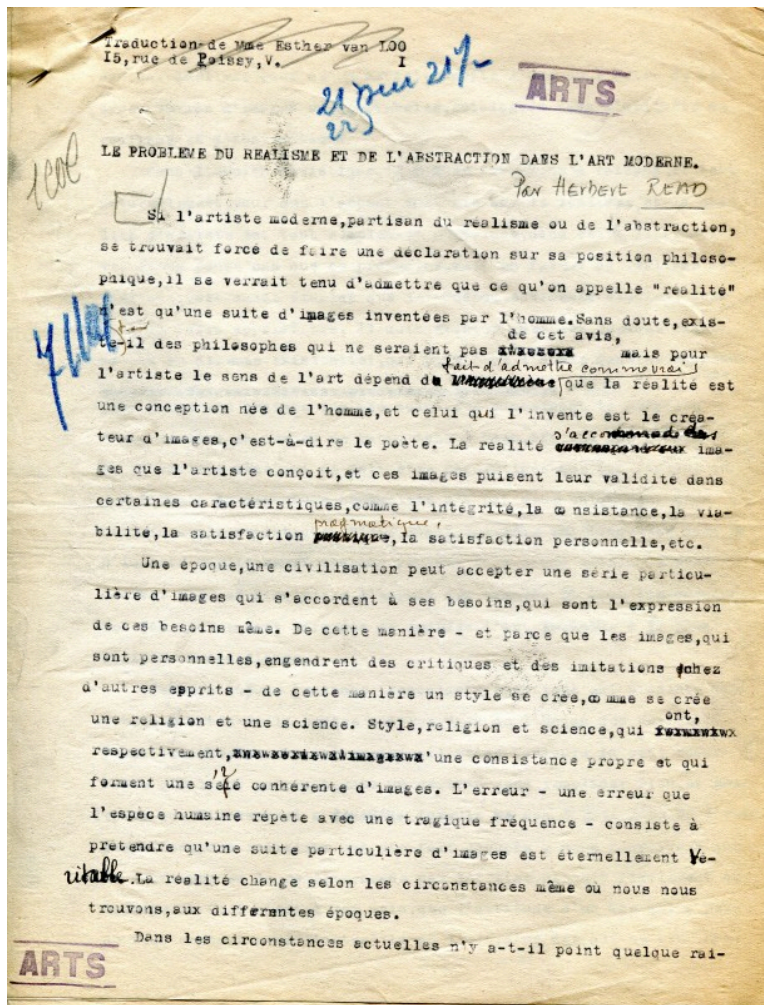 Traduction de Mme Esther van LOO
I5,rue de Poissy,V. I
ARTS
LE PROBLEME DU REALISME ET DE L'ABSTRACTION DANS L'ART MODERNE.
Par HERbERt READ
Si l'artiste moderne,partisan du réalisme ou de l'abstraction,
se trouvait forcé de faire une déclaration sur sa position philoso-
phique,il se verrait tenu d'admettre que ce qu'on appelle "réalité"
n'est qu'une suite d'images inventées par l'homme.Sans doute,exis-
de cet avis,
te-il des philosophes qui ne seraient pas mais pour
fait d'admettre comme vrai
l'artiste le sens de l'art dépend du que la réalité est
une conception née de l'homme,et celui qui l'invente est le créa-
teur d'images,c'est-à-dire le poète. La réalité s'accommode des ima-
ges que l'artiste conçoit,et ces images puisent leur validité dans
certaines caractéristiques,comme l'intégrité,la consistance,la via-
pragmatique,
bilité,la satisfaction ,la satisfaction personnelle,etc.
Une époque,une civilisation peut accepter une série particu-
lière d'images qui s'accordent à ses besoins,qui sont l'expression
de ces besoins même. De cette manière - et parce que les images,qui
sont personnelles,engendrent des critiques et des imitations chez
d'autres epprits - de cette manière un style se crée,comme se crée
une religion et une science. Style,religion et science,qui ont,
respectivement, 'une consistance propre et qui
forment une série conhérente d'images. L'erreur - une erreur que
l'espèce humaine répète avec une tragique fréquence - consiste à
prétendre qu'une suite particulière d'images est éternellement Vé-
ritable.La réalité change selon les circonstances même où nous nous
trouvons,aux différentes époques.
Dans les circonstances actuelles n'y a-t-il point quelque rai-
ARTS